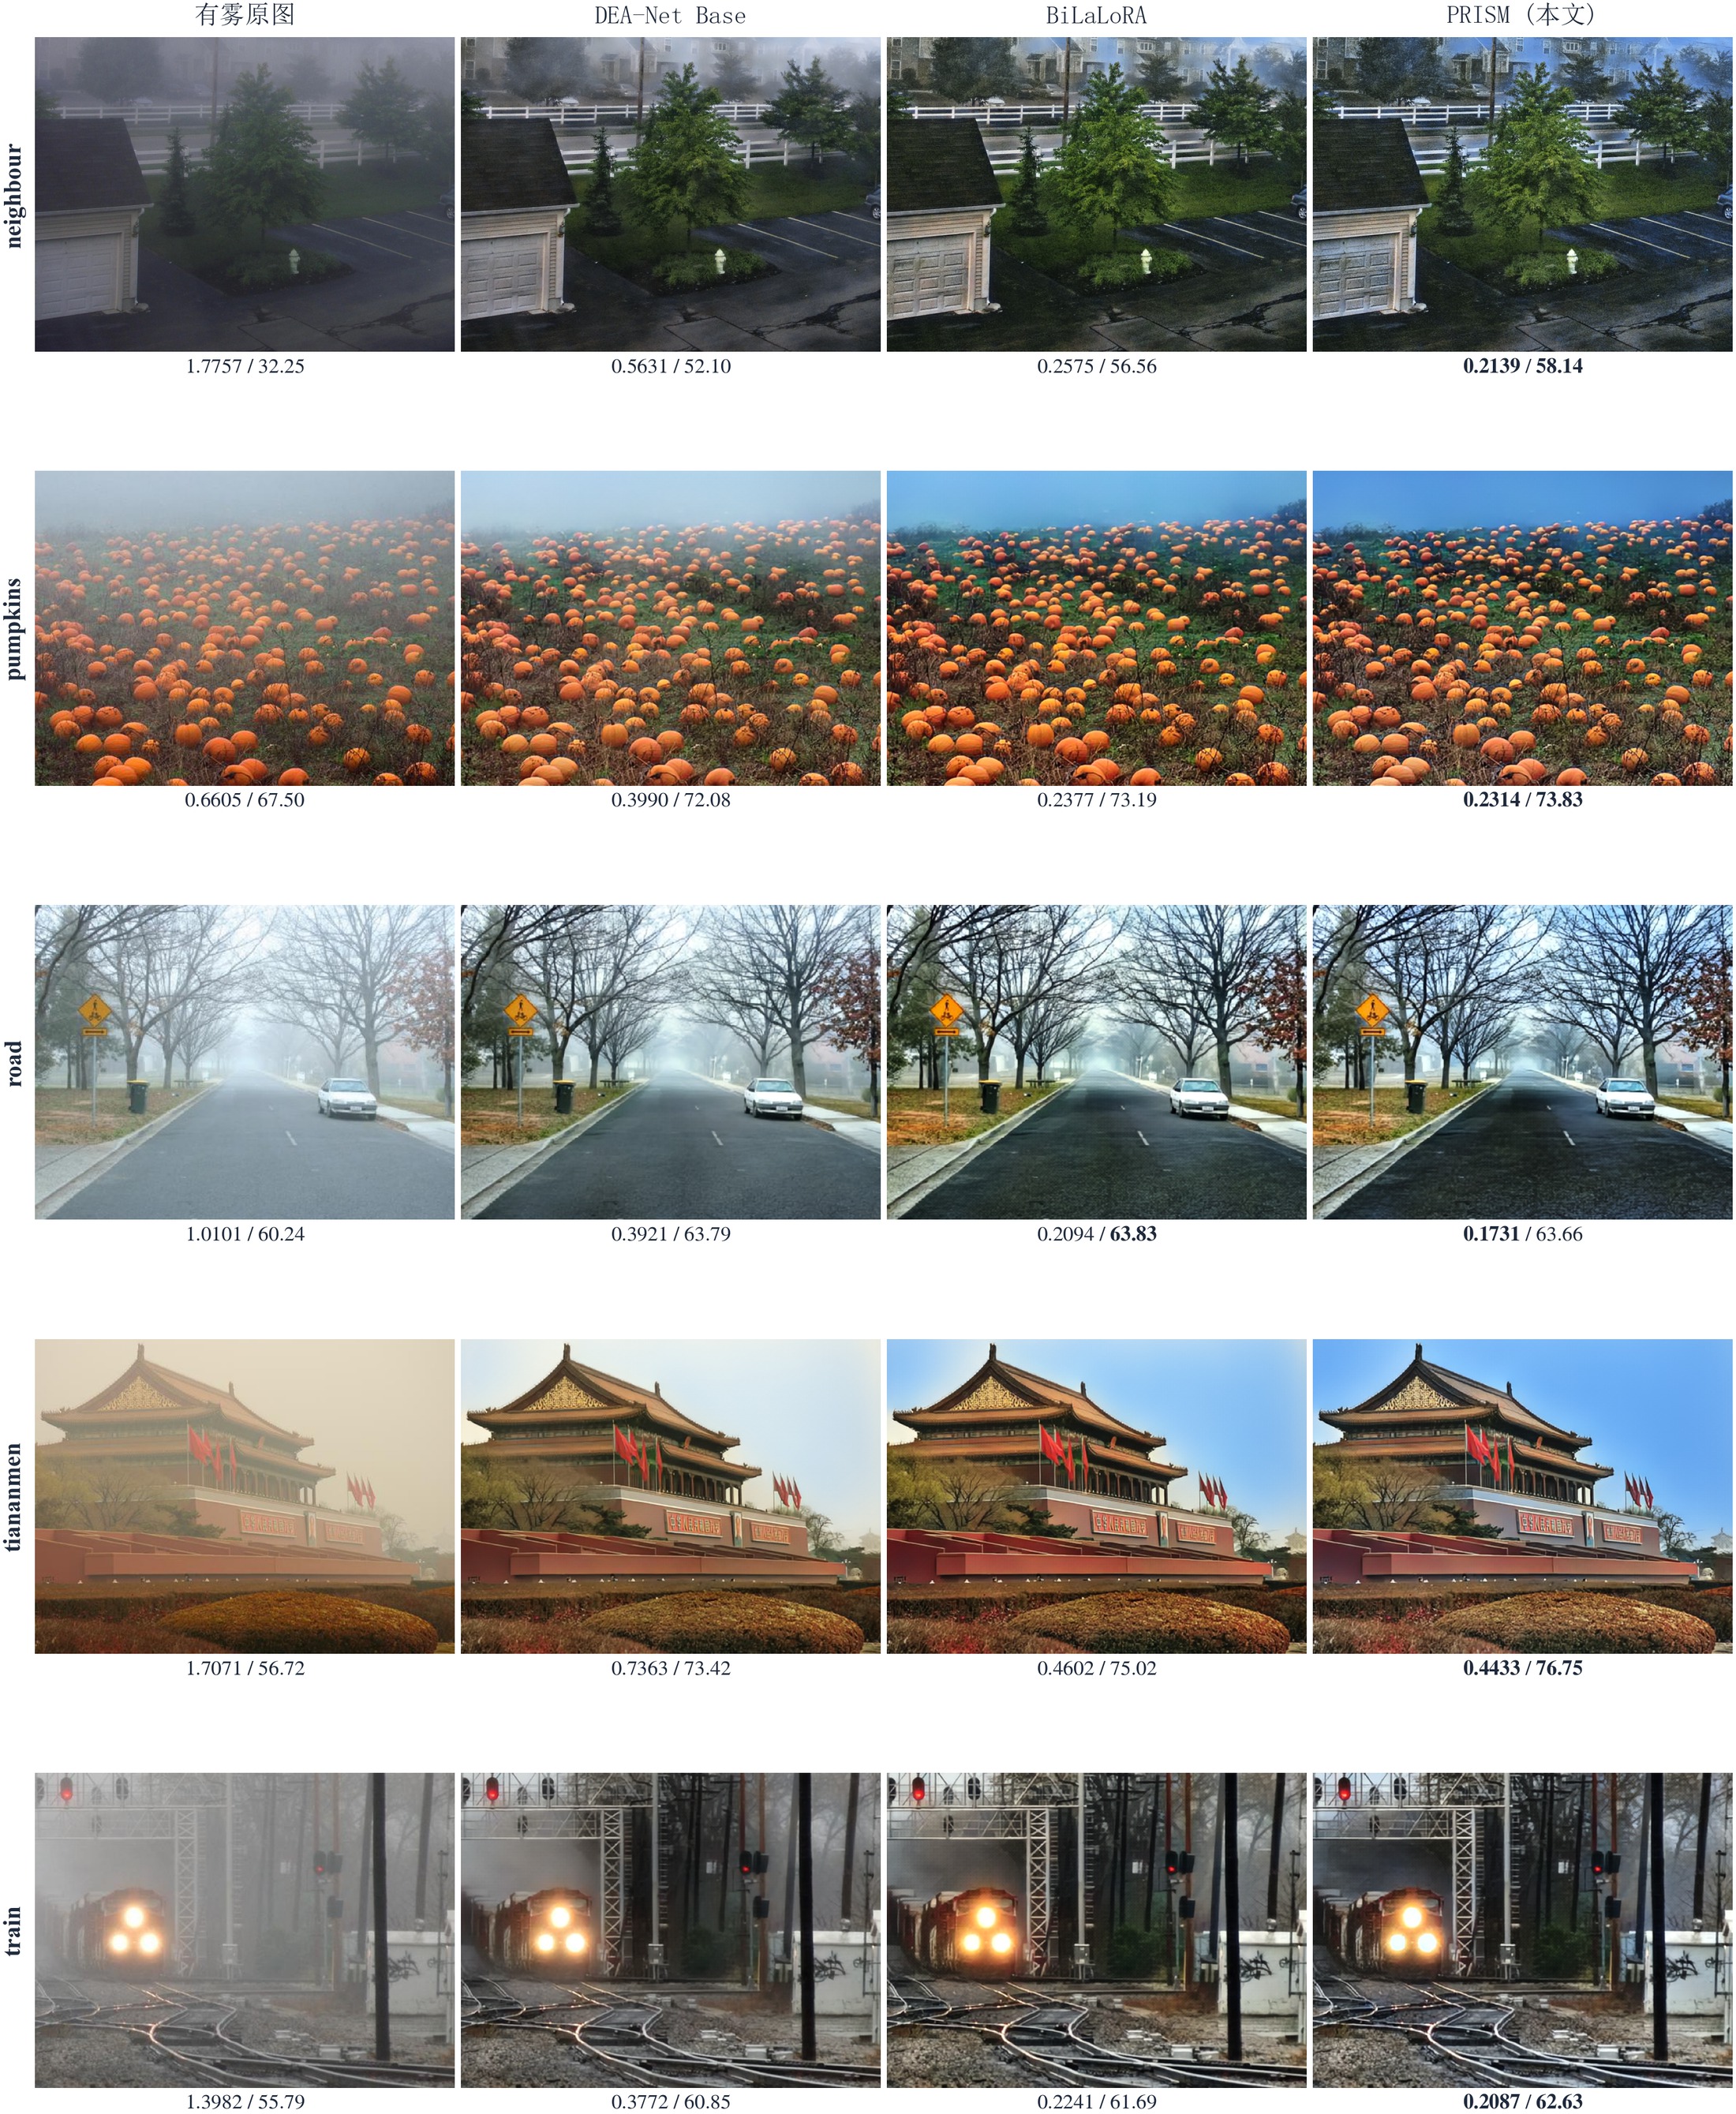 有雾原图 DEA-Net Base BiLaLoRA PRISM (本文)
neighbour
1.7757 / 32.25 0.5631 / 52.10 0.2575 / 56.56 0.2139 / 58.14
pumpkins
0.6605 / 67.50 0.3990 / 72.08 0.2377 / 73.19 0.2314 / 73.83
road
1.0101 / 60.24 0.3921 / 63.79 0.2094 / 63.83 0.1731 / 63.66
tiananmen
1.7071 / 56.72 0.7363 / 73.42 0.4602 / 75.02 0.4433 / 76.75
train
1.3982 / 55.79 0.3772 / 60.85 0.2241 / 61.69 0.2087 / 62.63